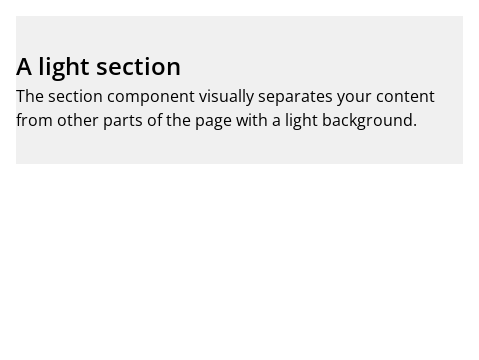 A light section
The section component visually separates your content
from other parts of the page with a light background.